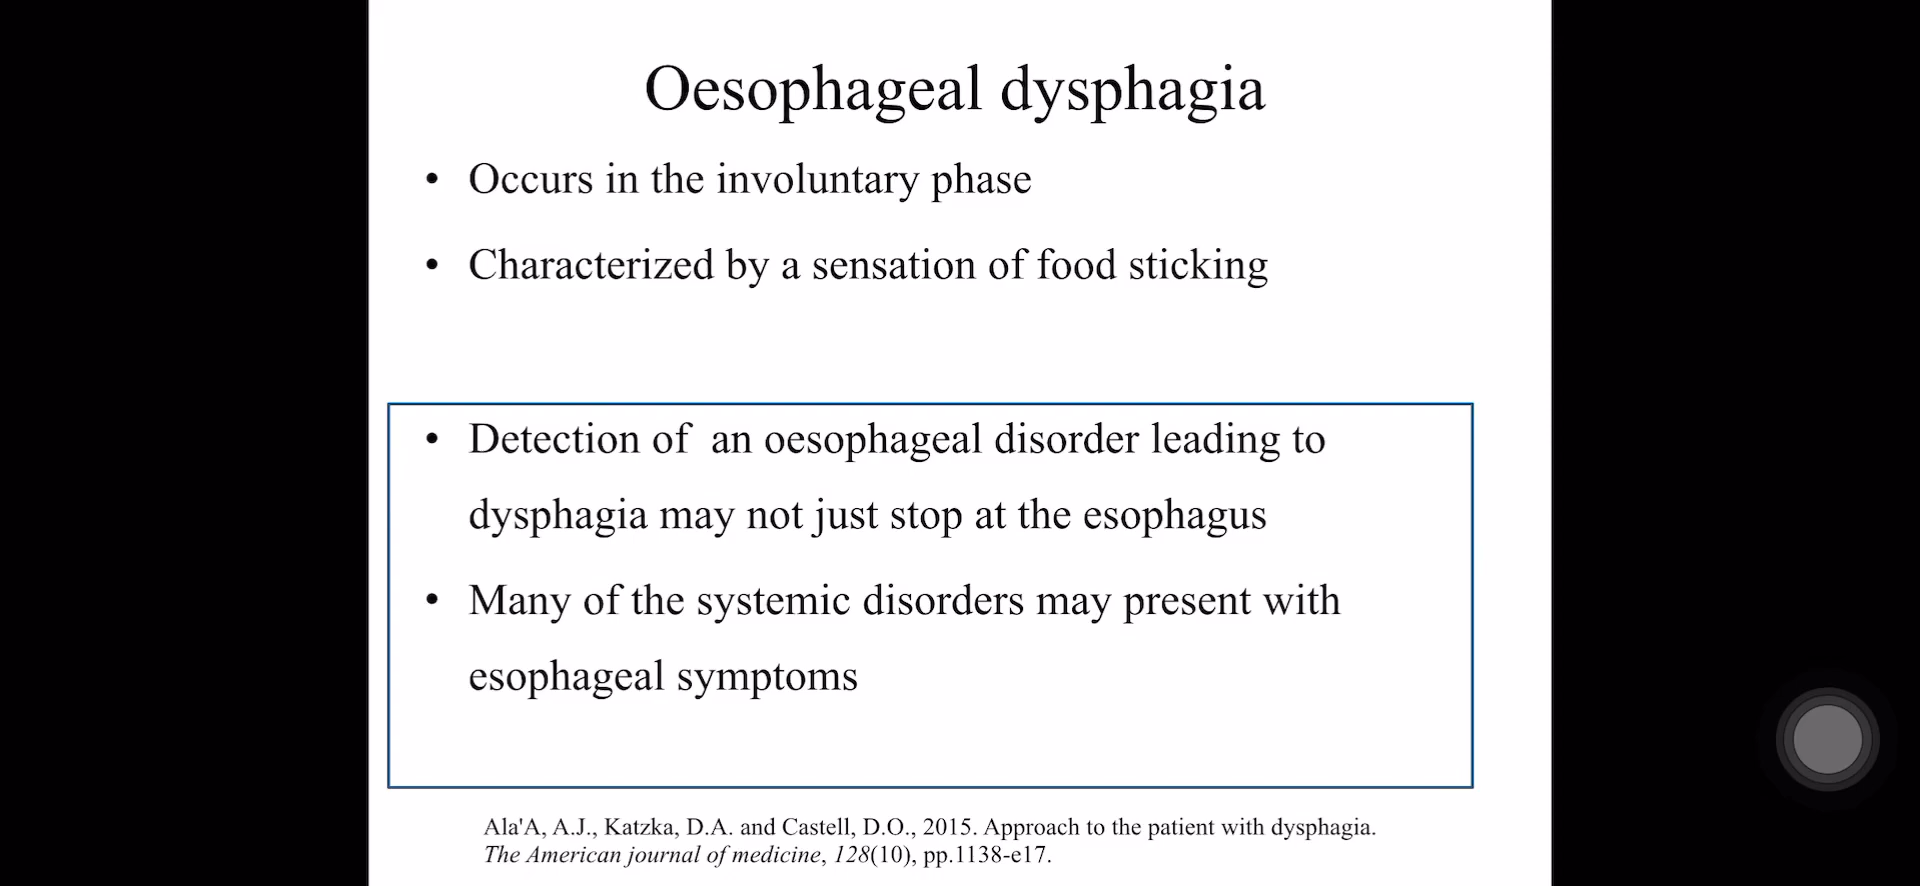 Oesophageal dysphagia
• Occurs in the involuntary phase
• Characterized by a sensation of food sticking
• Detection of  an oesophageal disorder leading to
dysphagia may not just stop at the esophagus
• Many of the systemic disorders may present with
esophageal symptoms
Ala'A, A.J., Katzka, D.A. and Castell, D.O., 2015. Approach to the patient with dysphagia.
The American journal of medicine, 128(10), pp.1138-e17.